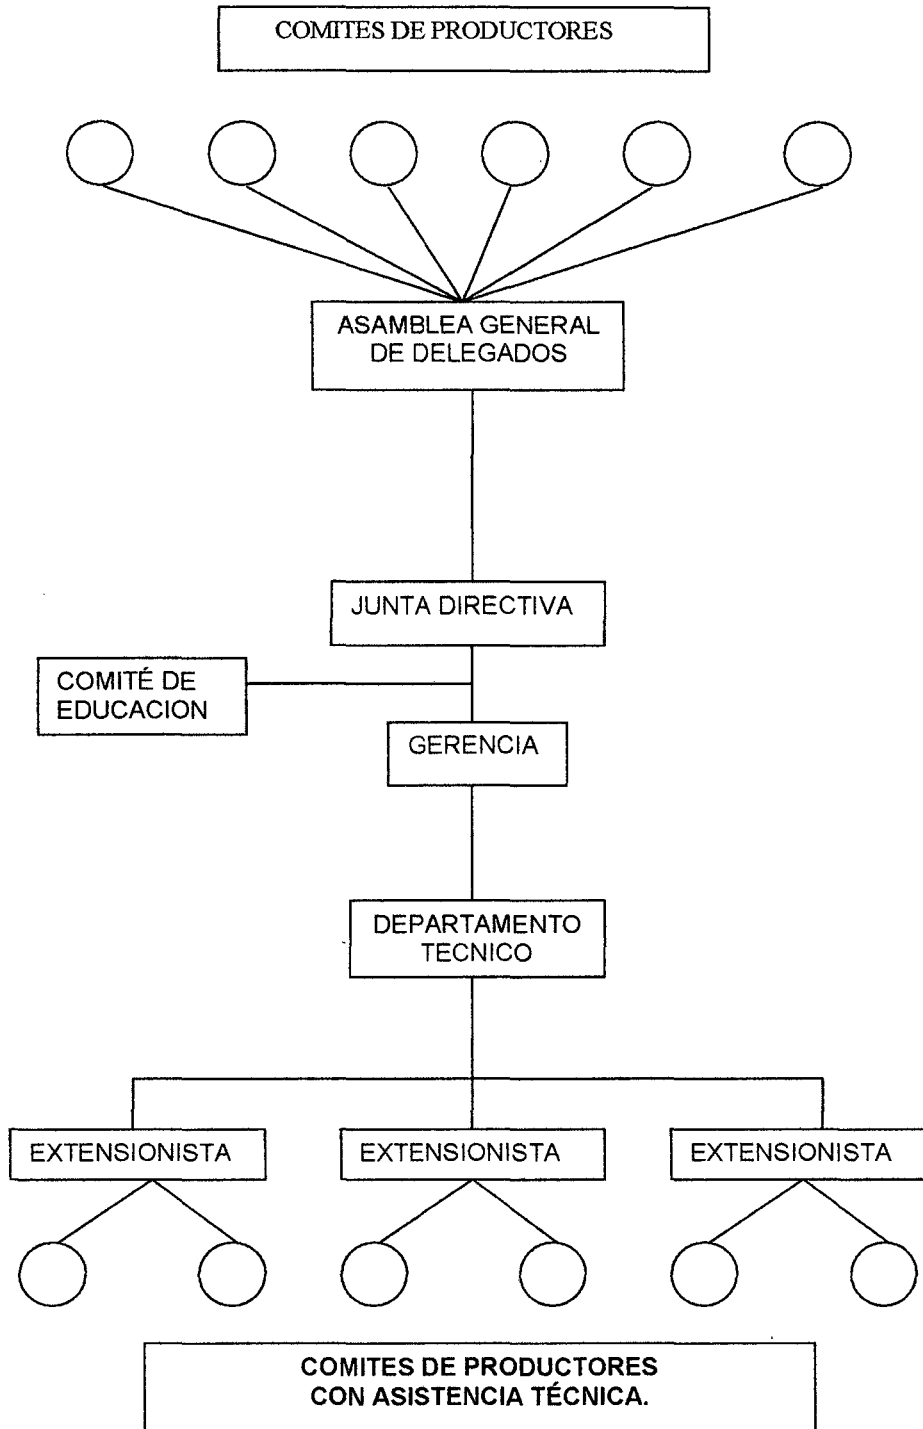 COMITES DE PRODUCTORES
ASAMBLEA GENERAL
DE DELEGADOS
JUNTA DIRECTIVA
COMITÉ DE
EDUCACION
GERENCIA
DEPARTAMENTO
TECNICO
EXTENSIONISTA
EXTENSIONISTA
EXTENSIONISTA
COMITES DE PRODUCTORES
CON ASISTENCIA TÉCNICA.